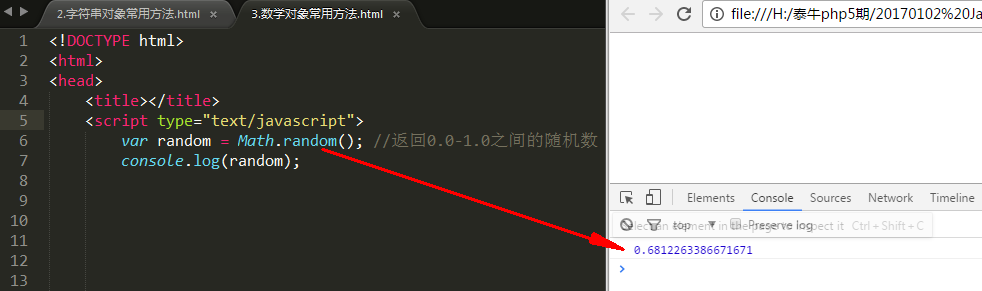 2.字符串对象常用方法.html × 3.数学对象常用方法.html ×
1 <!DOCTYPE html>
2 <html>
3 <head>
4 <title></title>
5 <script type="text/javascript">
6 var random = Math.random(); //返回0.0-1.0之间的随机数
7 console.log(random);
8
9
10
11
12
13
file:///H:/泰牛php5期/20170102%20Ja
Elements Console Sources Network Timeline
top ▼ Preserve log
Select an element in the page to inspect it Ctrl + Shift + C
0.6812263386671671
>